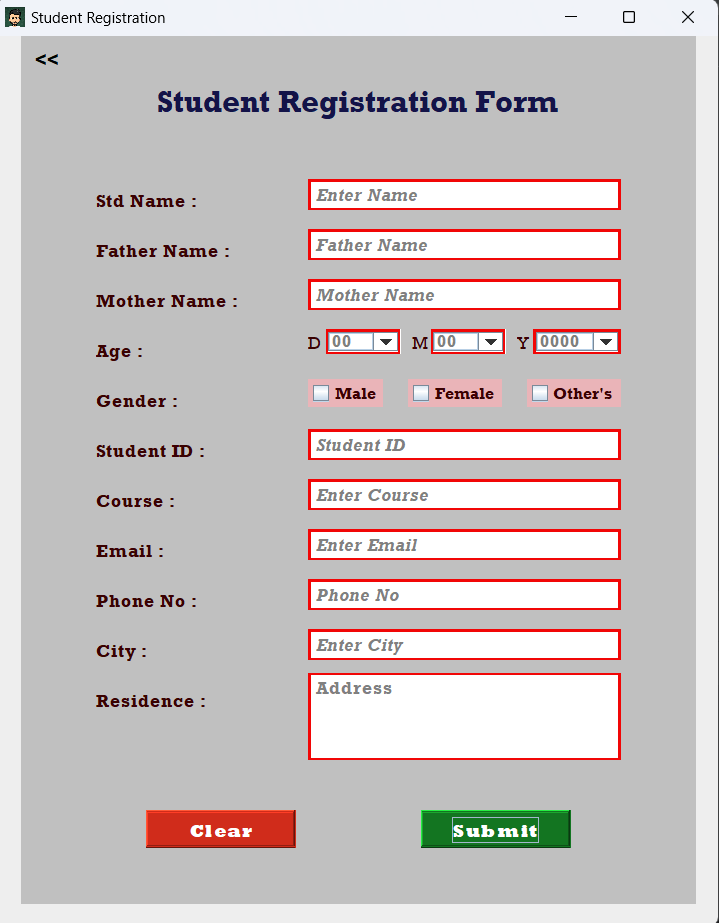 Student Registration
<<
Student Registration Form
Std Name : Enter Name
Father Name : Father Name
Mother Name : Mother Name
Age : D 00 M 00 Y 0000
Gender : Male Female Other's
Student ID : Student ID
Course : Enter Course
Email : Enter Email
Phone No : Phone No
City : Enter City
Residence : Address
Clear Submit